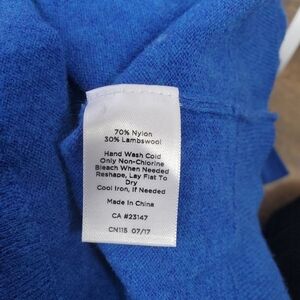 70% Nylon
30% Lambswool
Hand Wash Cold
Only Non-Chlorine
Bleach When Needed
Reshape, Lay Flat To
Dry
Cool Iron, If Needed
Made In China
CA #23147
CN115 07/17